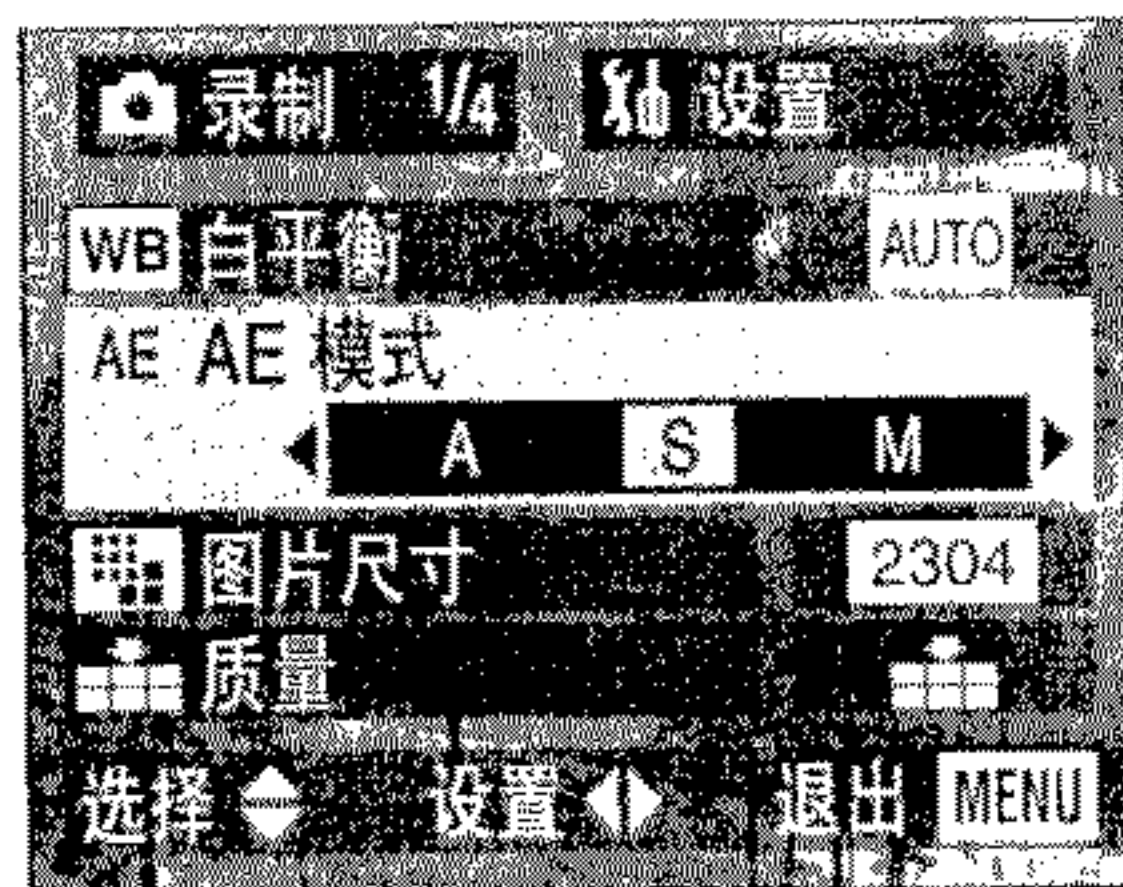 录制 1/4 设置
WB 自平衡 AUTO
AE AE 模式
A S M
图片尺寸 2304
质量
选择 设置 退出 MENU